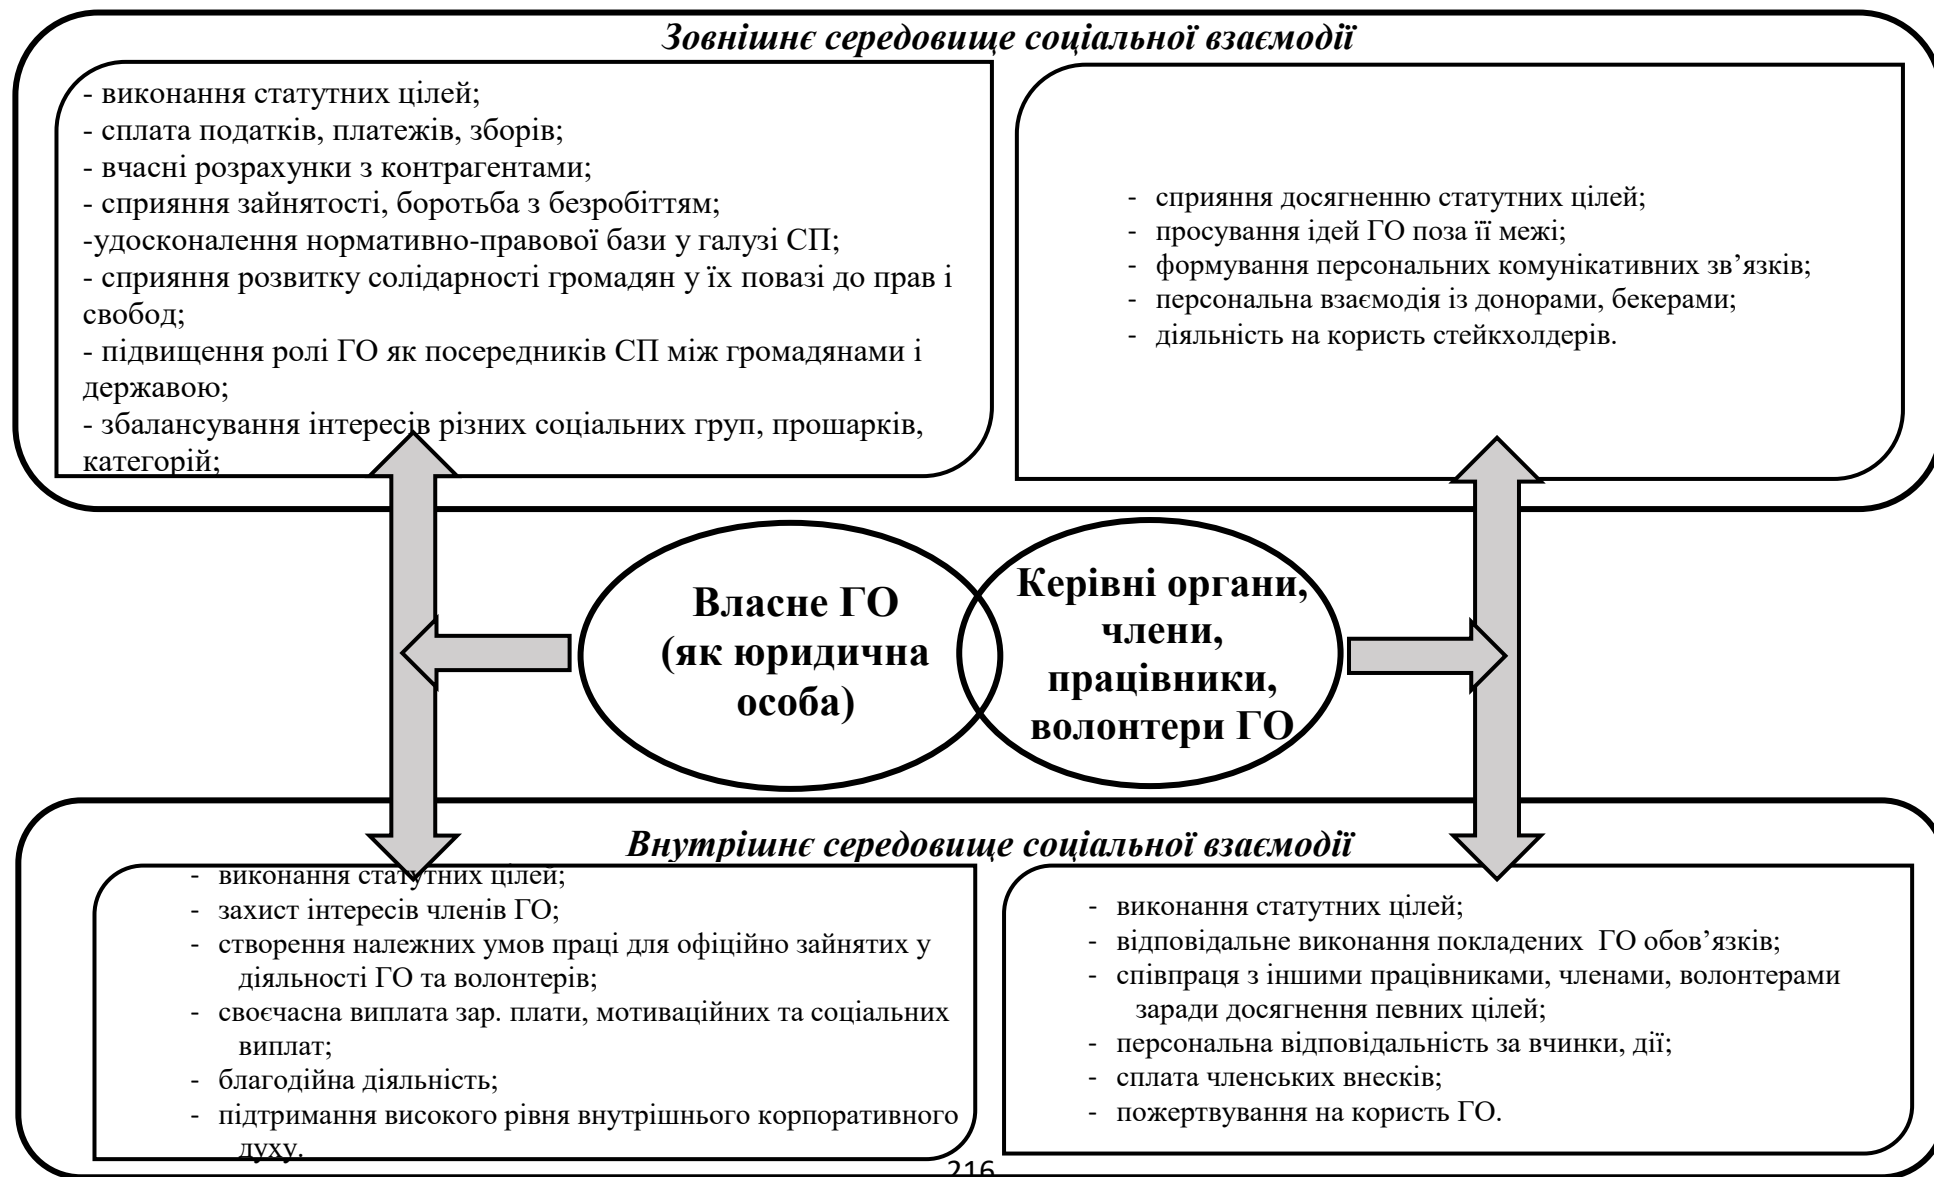 Зовнішнє середовище соціальної взаємодії
- виконання статутних цілей;
- сплата податків, платежів, зборів;
- вчасні розрахунки з контрагентами;
- сприяння зайнятості, боротьба з безробіттям;
-удосконалення нормативно-правової бази у галузі СП;
- сприяння розвитку солідарності громадян у їх повазі до прав і
свобод;
- підвищення ролі ГО як посередників СП між громадянами і
державою;
- збалансування інтересів різних соціальних груп, прошарків,
категорій;
- сприяння досягненню статутних цілей;
- просування ідей ГО поза її межі;
- формування персональних комунікативних зв’язків;
- персональна взаємодія із донорами, бекерами;
- діяльність на користь стейкхолдерів.
Власне ГО
(як юридична
особа)
Керівні органи,
члени,
працівники,
волонтери ГО
Внутрішнє середовище соціальної взаємодії
- виконання статутних цілей;
- захист інтересів членів ГО;
- створення належних умов праці для офіційно зайнятих у
діяльності ГО та волонтерів;
- своєчасна виплата зар. плати, мотиваційних та соціальних
виплат;
- благодійна діяльність;
- підтримання високого рівня внутрішнього корпоративного
духу.
- виконання статутних цілей;
- відповідальне виконання покладених ГО обов’язків;
- співпраця з іншими працівниками, членами, волонтерами
заради досягнення певних цілей;
- персональна відповідальність за вчинки, дії;
- сплата членських внесків;
- пожертвування на користь ГО.
216